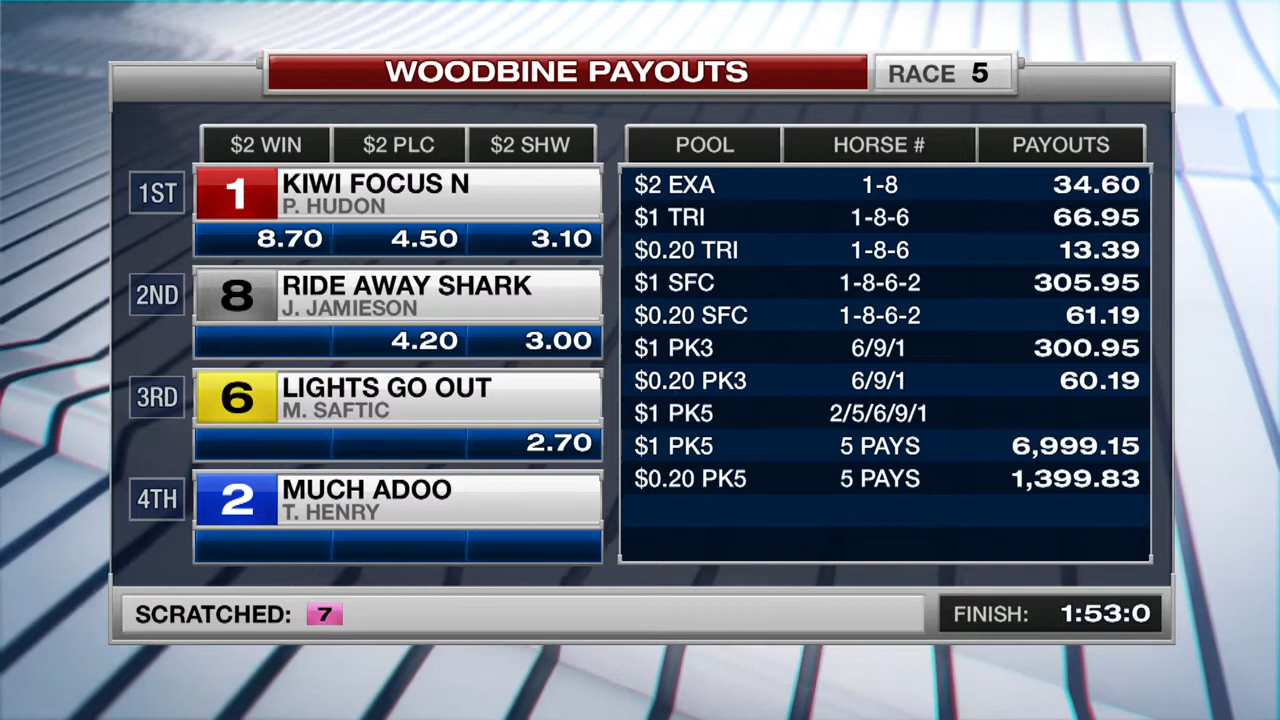 WOODBINE PAYOUTS RACE 5
$2 WIN $2 PLC $2 SHW
1ST 1 KIWI FOCUS N
P. HUDON
8.70 4.50 3.10
2ND 8 RIDE AWAY SHARK
J. JAMIESON
4.20 3.00
3RD 6 LIGHTS GO OUT
M. SAFTIC
2.70
4TH 2 MUCH ADOO
T. HENRY
POOL HORSE # PAYOUTS
$2 EXA 1-8 34.60
$1 TRI 1-8-6 66.95
$0.20 TRI 1-8-6 13.39
$1 SFC 1-8-6-2 305.95
$0.20 SFC 1-8-6-2 61.19
$1 PK3 6/9/1 300.95
$0.20 PK3 6/9/1 60.19
$1 PK5 2/5/6/9/1
$1 PK5 5 PAYS 6,999.15
$0.20 PK5 5 PAYS 1,399.83
SCRATCHED: 7
FINISH: 1:53:0